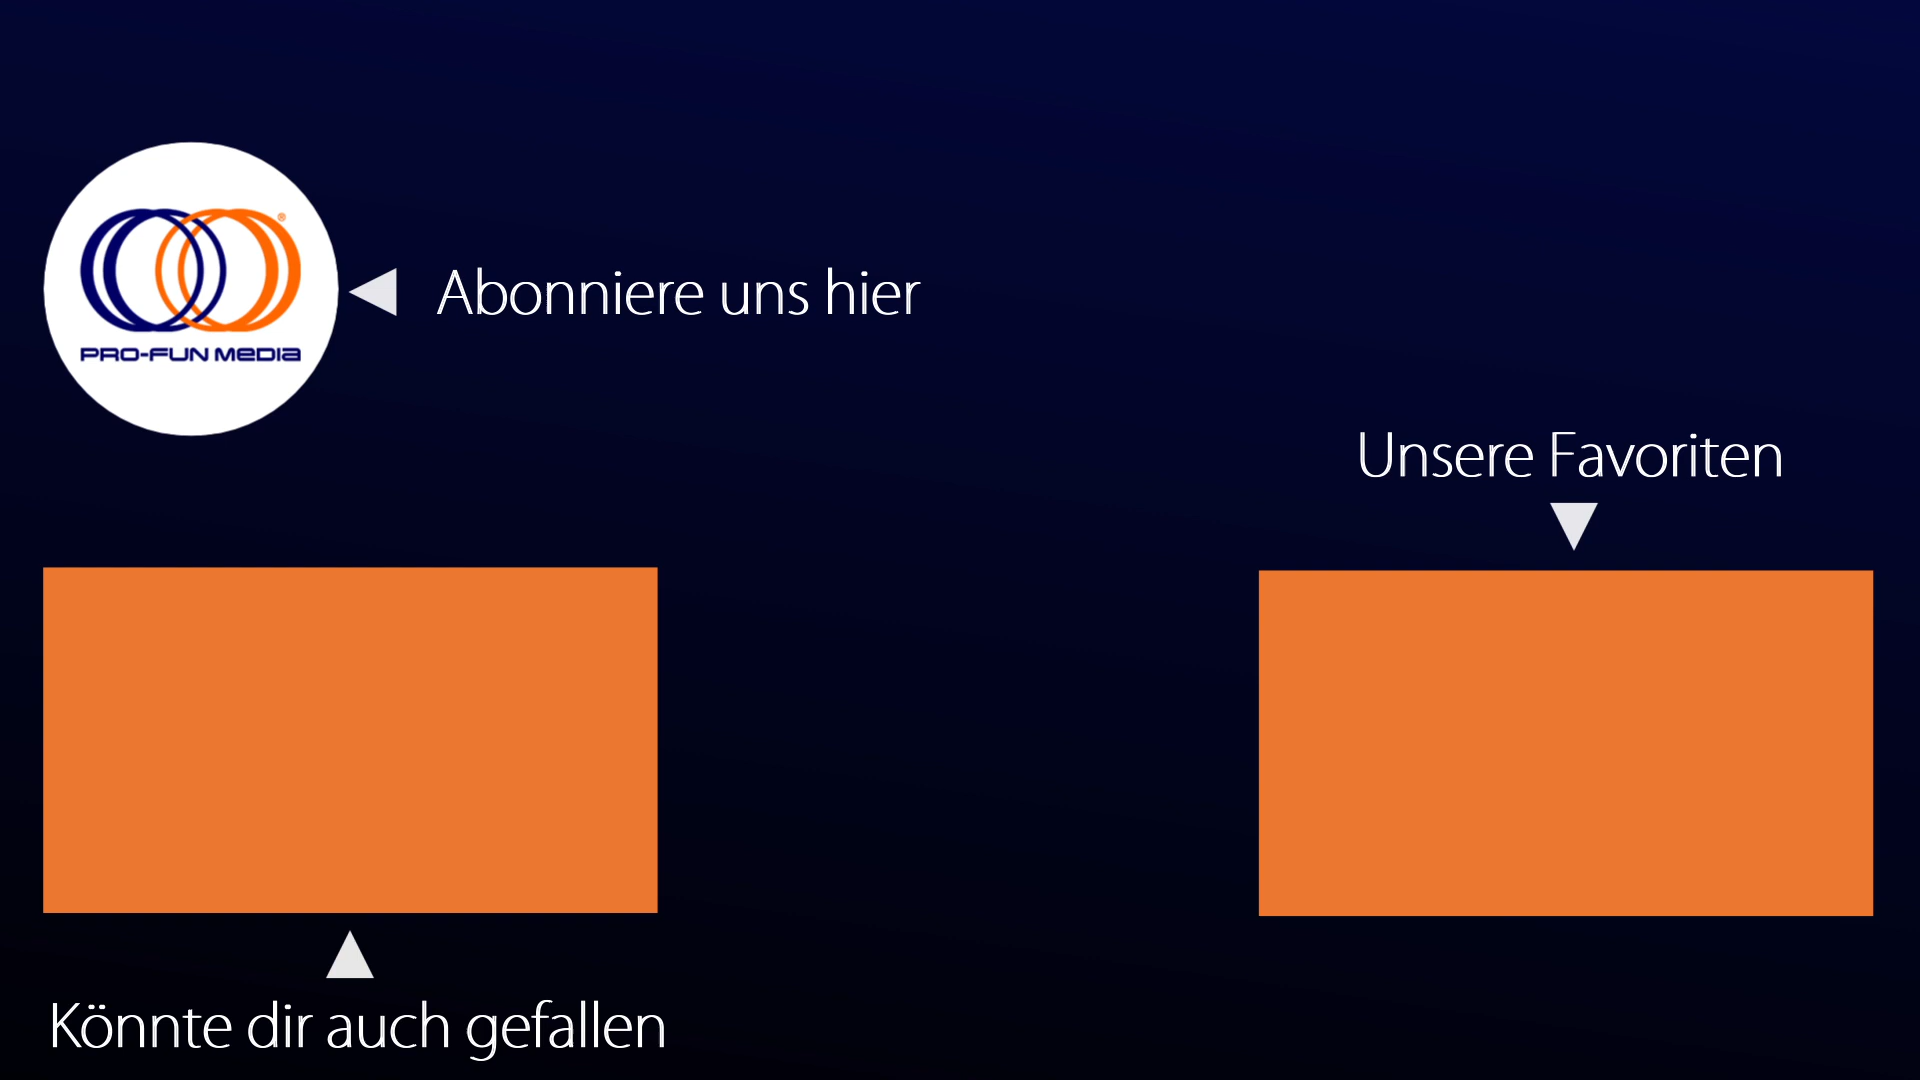 ®
PRO-FUN MEDIA
Abonniere uns hier
Unsere Favoriten
Könnte dir auch gefallen